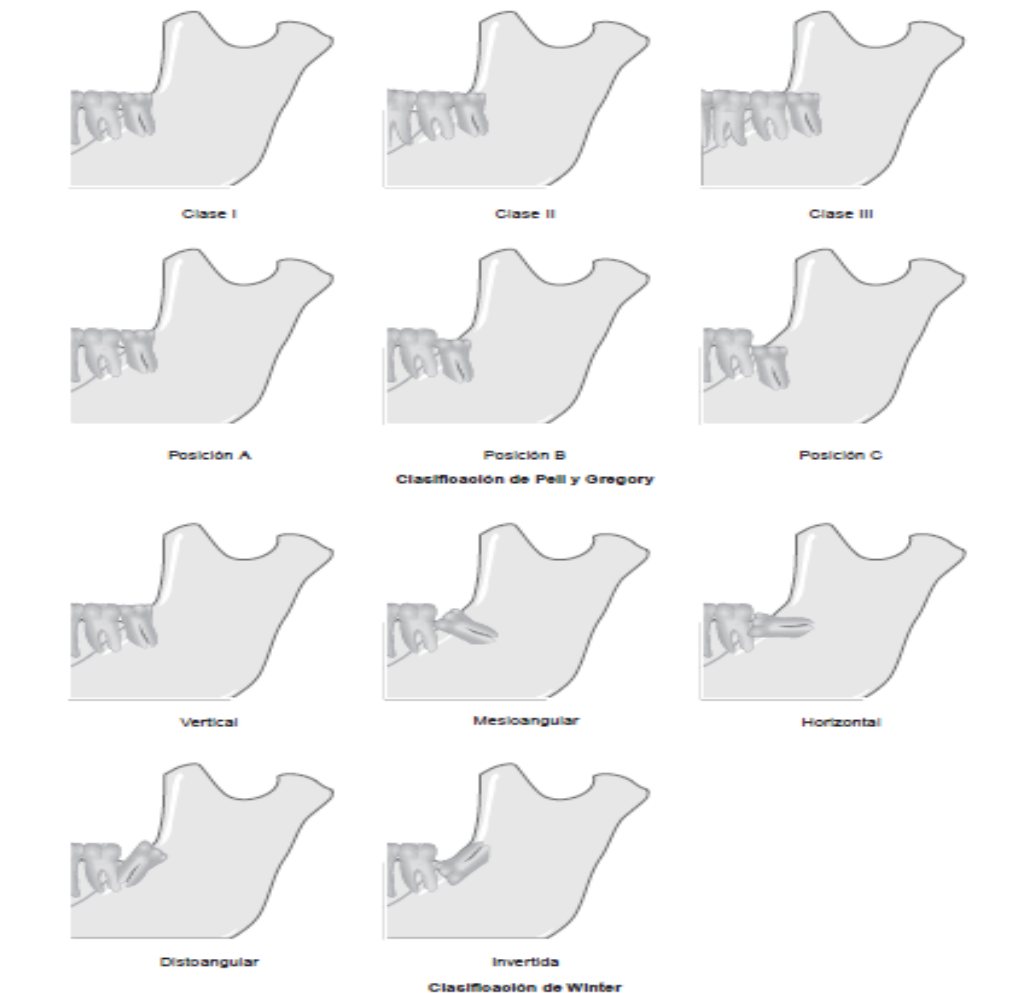 Clase I
Clase II
Clase III
Posición A
Posición B
Posición C
Clasificación de Pell y Gregory
Vertical
Mesioangular
Horizontal
Distoangular
Invertida
Clasificación de Winter